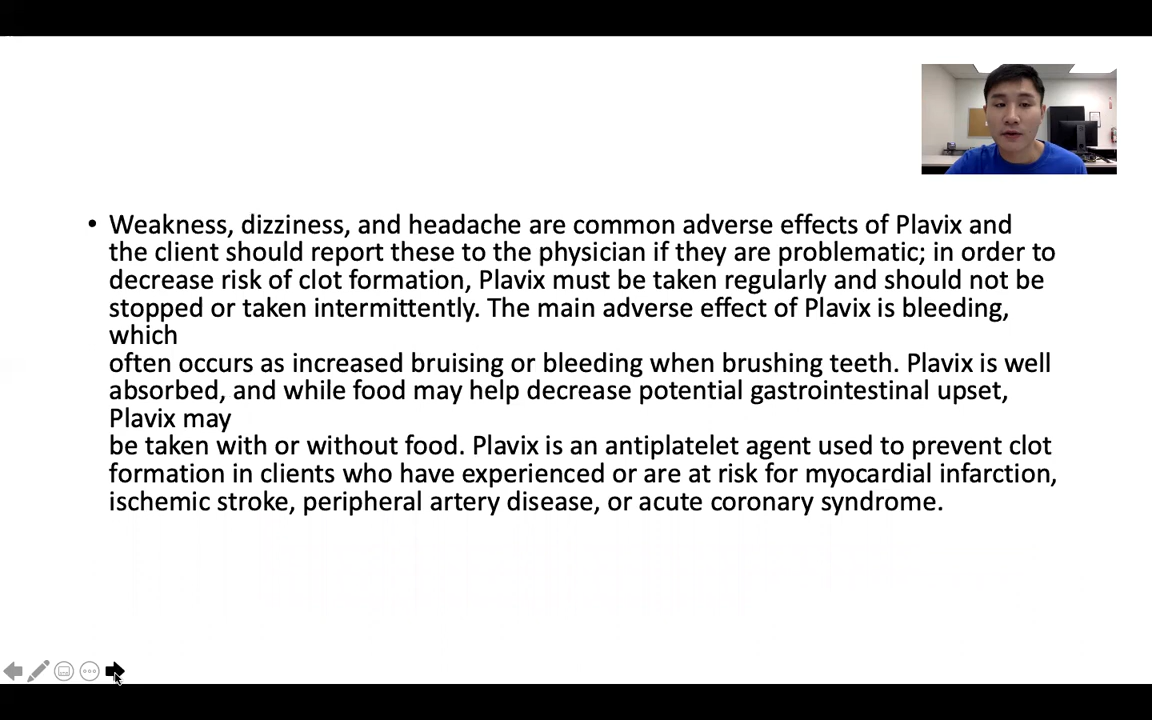 • Weakness, dizziness, and headache are common adverse effects of Plavix and
the client should report these to the physician if they are problematic; in order to
decrease risk of clot formation, Plavix must be taken regularly and should not be
stopped or taken intermittently. The main adverse effect of Plavix is bleeding,
which
often occurs as increased bruising or bleeding when brushing teeth. Plavix is well
absorbed, and while food may help decrease potential gastrointestinal upset,
Plavix may
be taken with or without food. Plavix is an antiplatelet agent used to prevent clot
formation in clients who have experienced or are at risk for myocardial infarction,
ischemic stroke, peripheral artery disease, or acute coronary syndrome.